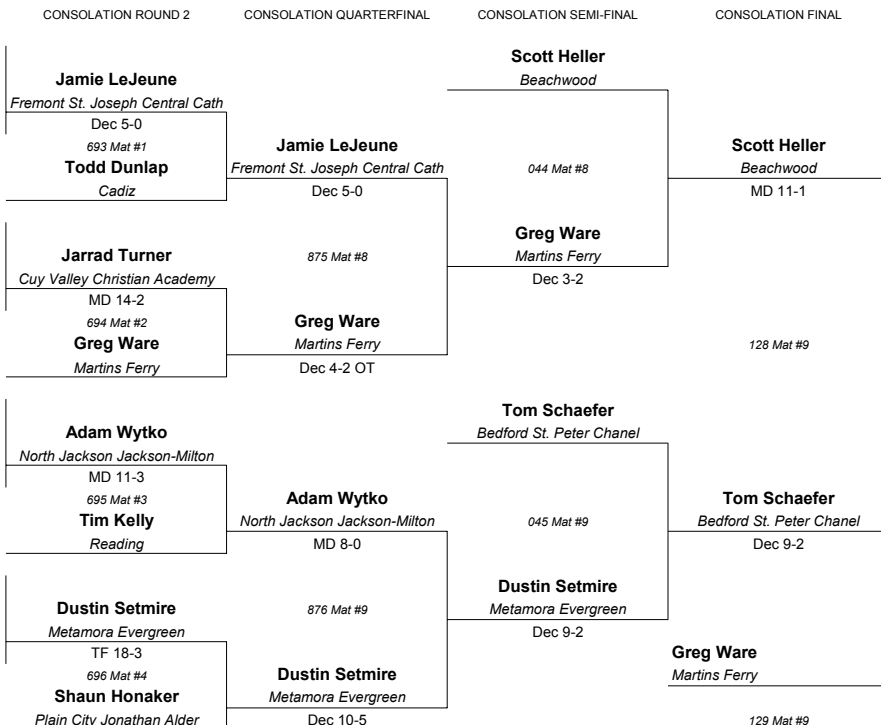 CONSOLATION ROUND 2
CONSOLATION QUARTERFINAL
CONSOLATION SEMI-FINAL
CONSOLATION FINAL
Jamie LeJeune
Fremont St. Joseph Central Cath
Dec 5-0
693 Mat #1
Todd Dunlap
Cadiz
Jarrad Turner
Cuy Valley Christian Academy
MD 14-2
694 Mat #2
Greg Ware
Martins Ferry
Adam Wytko
North Jackson Jackson-Milton
MD 11-3
695 Mat #3
Tim Kelly
Reading
Dustin Setmire
Metamora Evergreen
TF 18-3
696 Mat #4
Shaun Honaker
Plain City Jonathan Alder
Jamie LeJeune
Fremont St. Joseph Central Cath
Dec 5-0
875 Mat #8
Greg Ware
Martins Ferry
Dec 4-2 OT
Adam Wytko
North Jackson Jackson-Milton
MD 8-0
876 Mat #9
Dustin Setmire
Metamora Evergreen
Dec 10-5
Scott Heller
Beachwood
044 Mat #8
Greg Ware
Martins Ferry
Dec 3-2
Tom Schaefer
Bedford St. Peter Chanel
045 Mat #9
Dustin Setmire
Metamora Evergreen
Dec 9-2
Scott Heller
Beachwood
MD 11-1
128 Mat #9
Tom Schaefer
Bedford St. Peter Chanel
Dec 9-2
Greg Ware
Martins Ferry
129 Mat #9